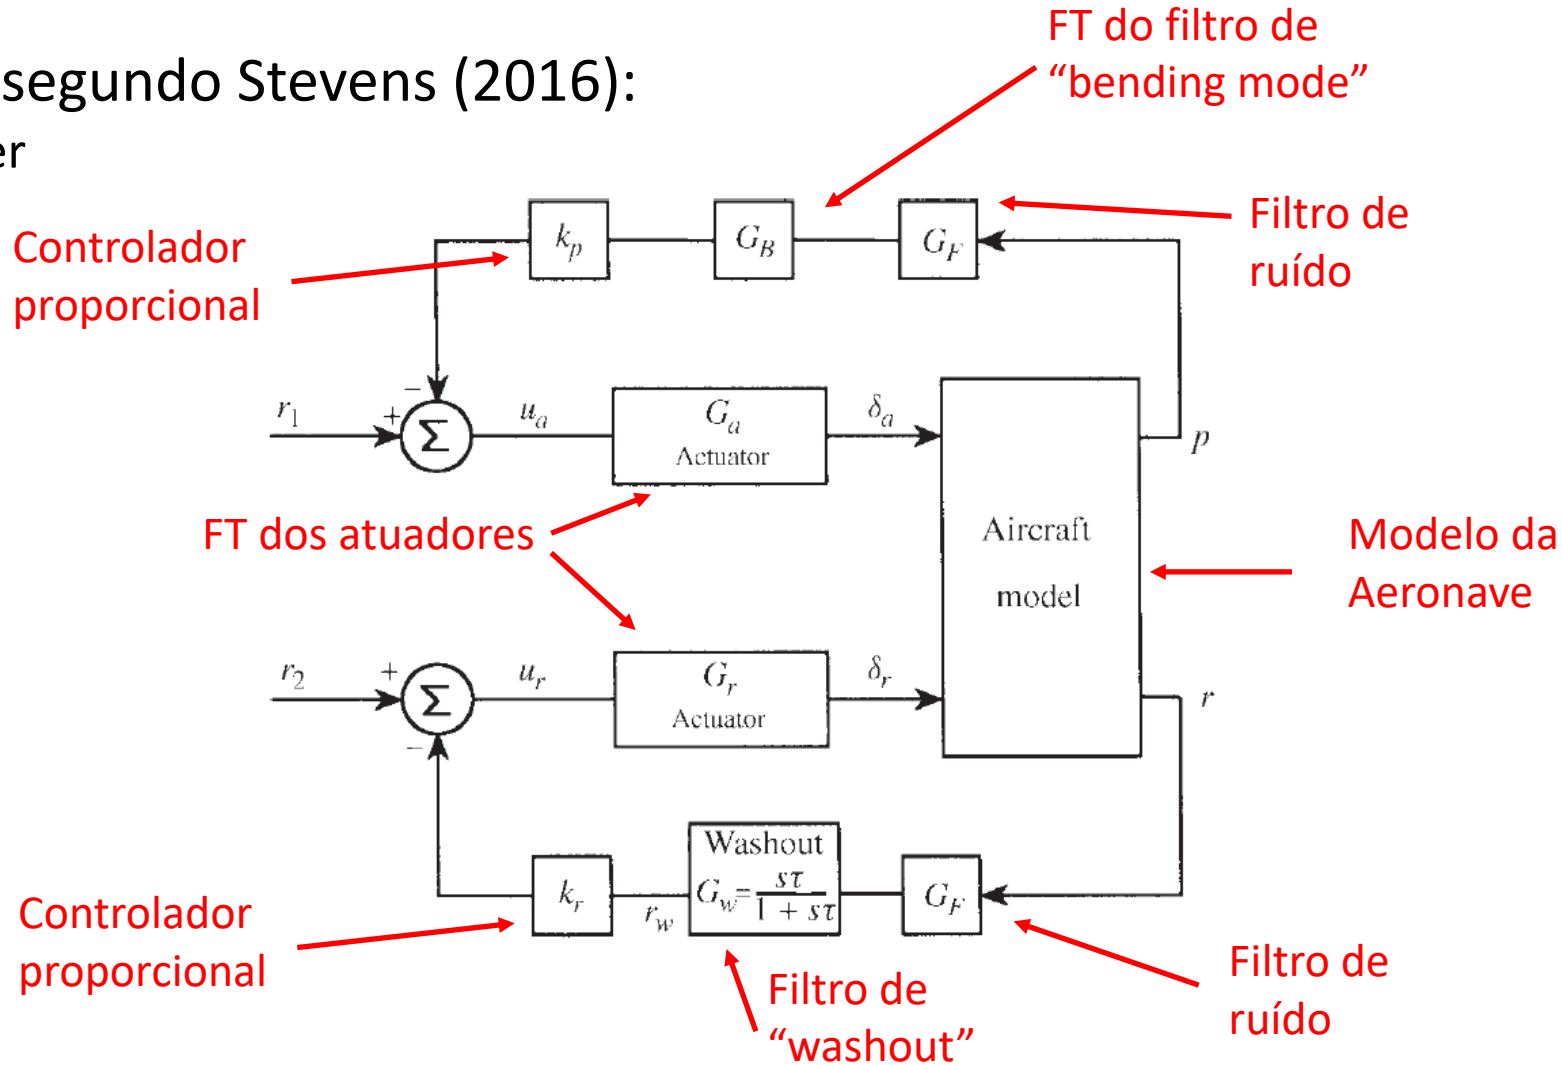 segundo Stevens (2016):
er
FT do filtro de
“bending mode”
Filtro de
ruído
Controlador
proporcional
k_p
G_B
G_F
r_1
+
−
Σ
u_a
G_a
Actuator
δ_a
p
FT dos atuadores
Aircraft
model
Modelo da
Aeronave
r_2
+
−
Σ
u_r
G_r
Actuator
δ_r
r
Controlador
proporcional
k_r
r_w
Washout
G_w = sτ / 1 + sτ
G_F
Filtro de
“washout”
Filtro de
ruído